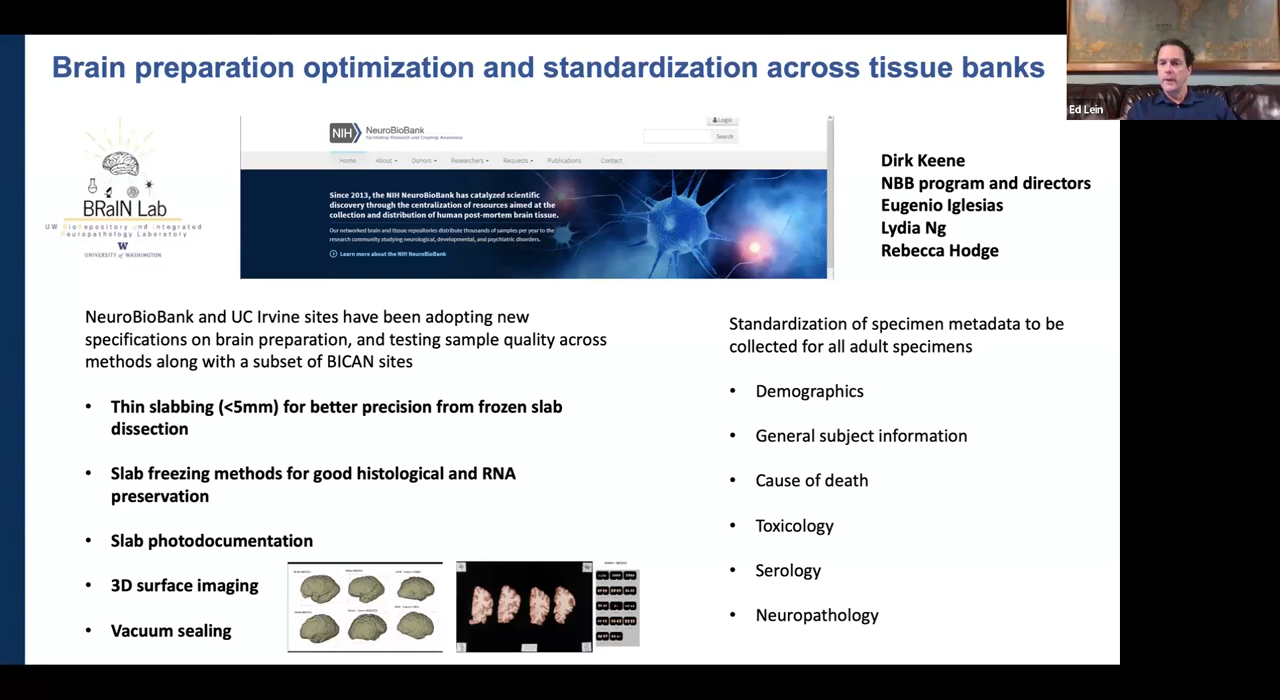 Brain preparation optimization and standardization across tissue banks
Ed Lein
BRaIN Lab
UW BioRepository and Integrated
Neuropathology Laboratory
W
UNIVERSITY of WASHINGTON
NIH NeuroBioBank
Facilitating Research and Creating Awareness
Login
Search
Home About Donors Researchers Requests Publications Contact
Since 2013, the NIH NeuroBioBank has catalyzed scientific
discovery through the centralization of resources aimed at the
collection and distribution of human post-mortem brain tissue.
Our networked brain and tissue repositories distribute thousands of samples per year to the
research community studying neurological, developmental, and psychiatric disorders.
Learn more about the NIH NeuroBioBank
Dirk Keene
NBB program and directors
Eugenio Iglesias
Lydia Ng
Rebecca Hodge
NeuroBioBank and UC Irvine sites have been adopting new
specifications on brain preparation, and testing sample quality across
methods along with a subset of BICAN sites
• Thin slabbing (<5mm) for better precision from frozen slab
dissection
• Slab freezing methods for good histological and RNA
preservation
• Slab photodocumentation
• 3D surface imaging
• Vacuum sealing
Standardization of specimen metadata to be
collected for all adult specimens
• Demographics
• General subject information
• Cause of death
• Toxicology
• Serology
• Neuropathology